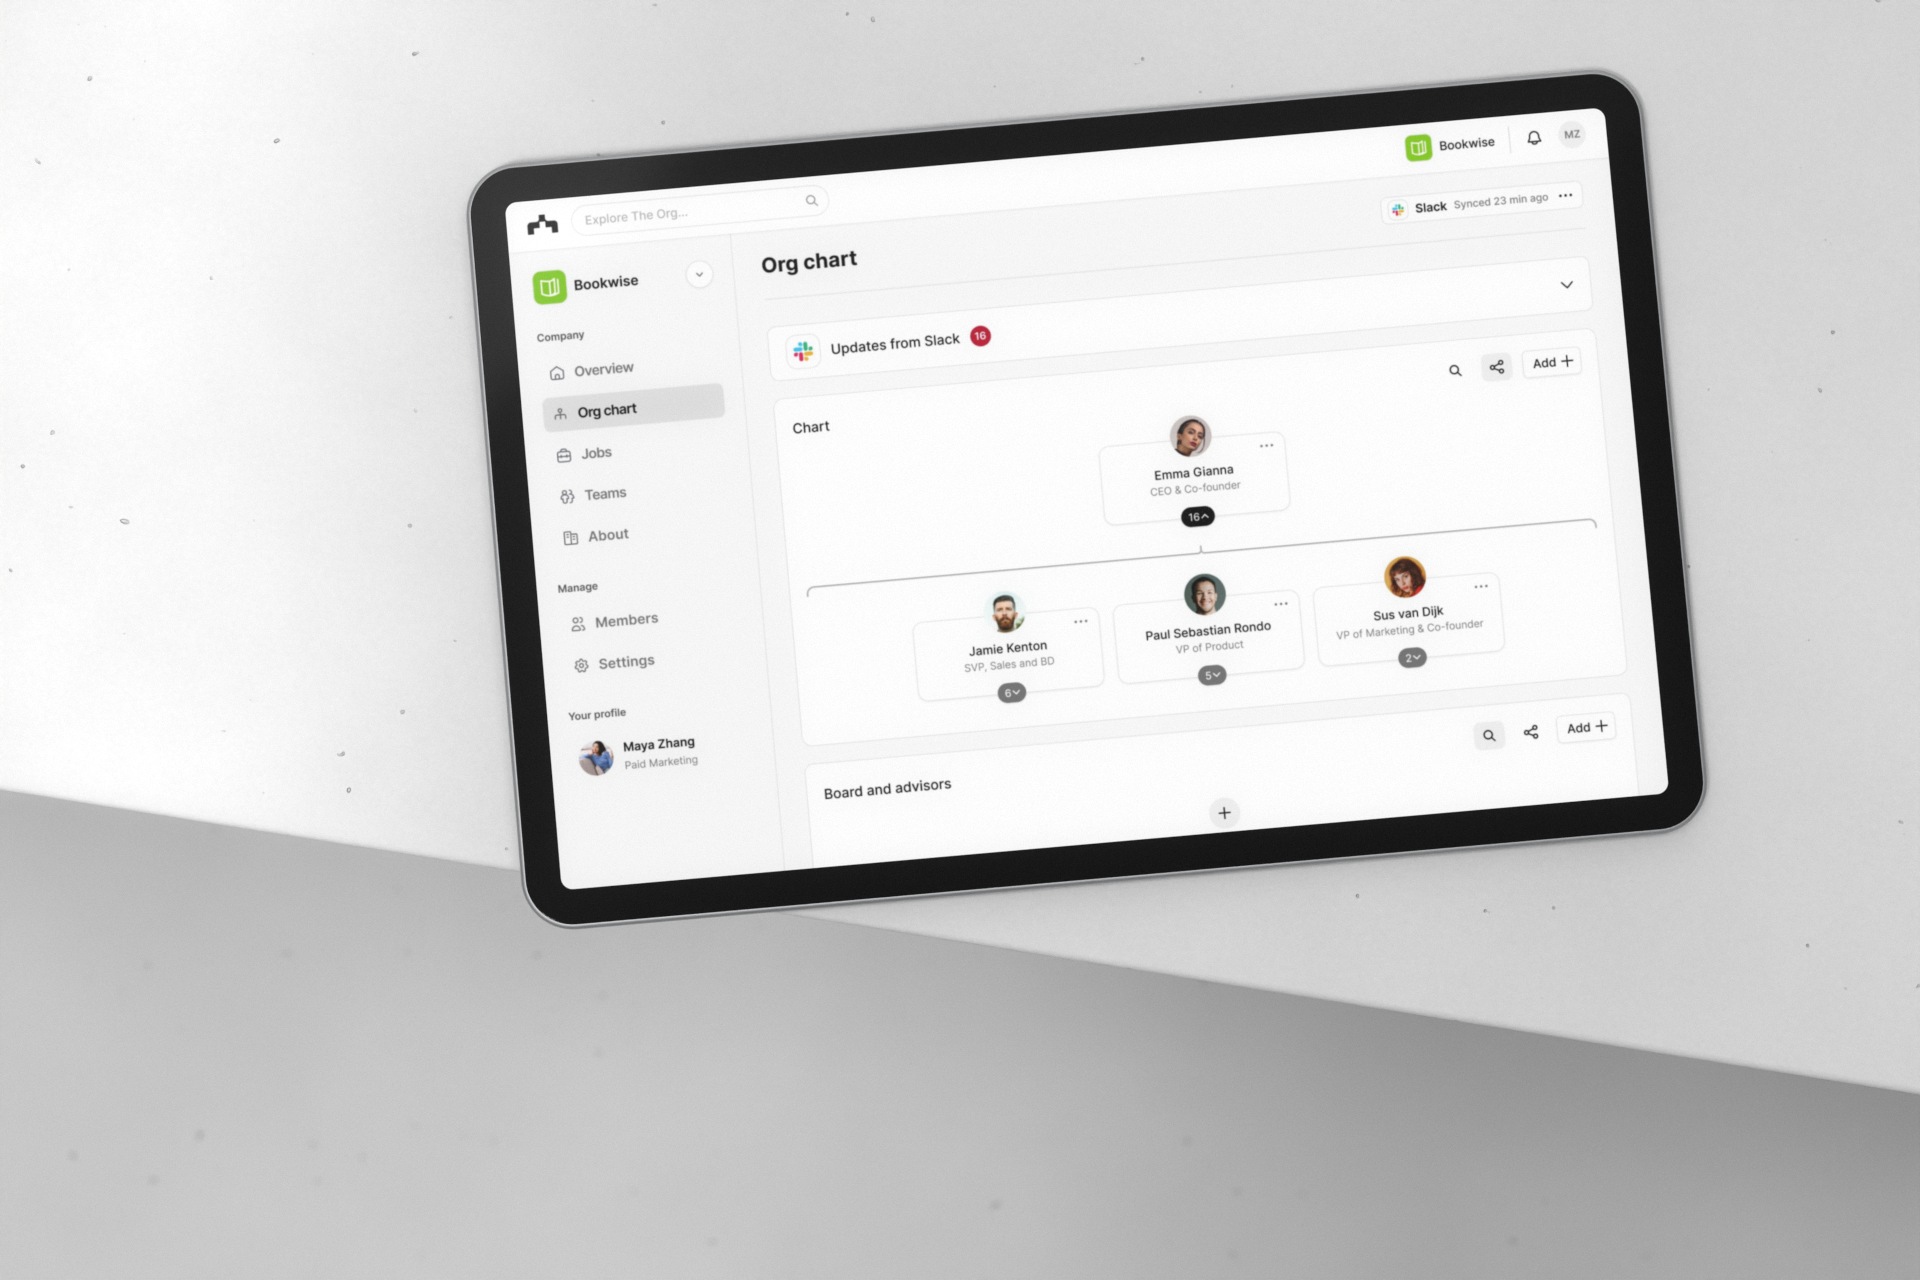 Explore The Org...
Bookwise
MZ
Bookwise
Company
Overview
Org chart
Jobs
Teams
About
Manage
Members
Settings
Your profile
Maya Zhang
Paid Marketing
Org chart
Slack Synced 23 min ago
Updates from Slack 16
Chart
Add
Emma Gianna
CEO & Co-founder
16
Jamie Kenton
SVP, Sales and BD
6
Paul Sebastian Rondo
VP of Product
5
Sus van Dijk
VP of Marketing & Co-founder
2
Board and advisors
Add